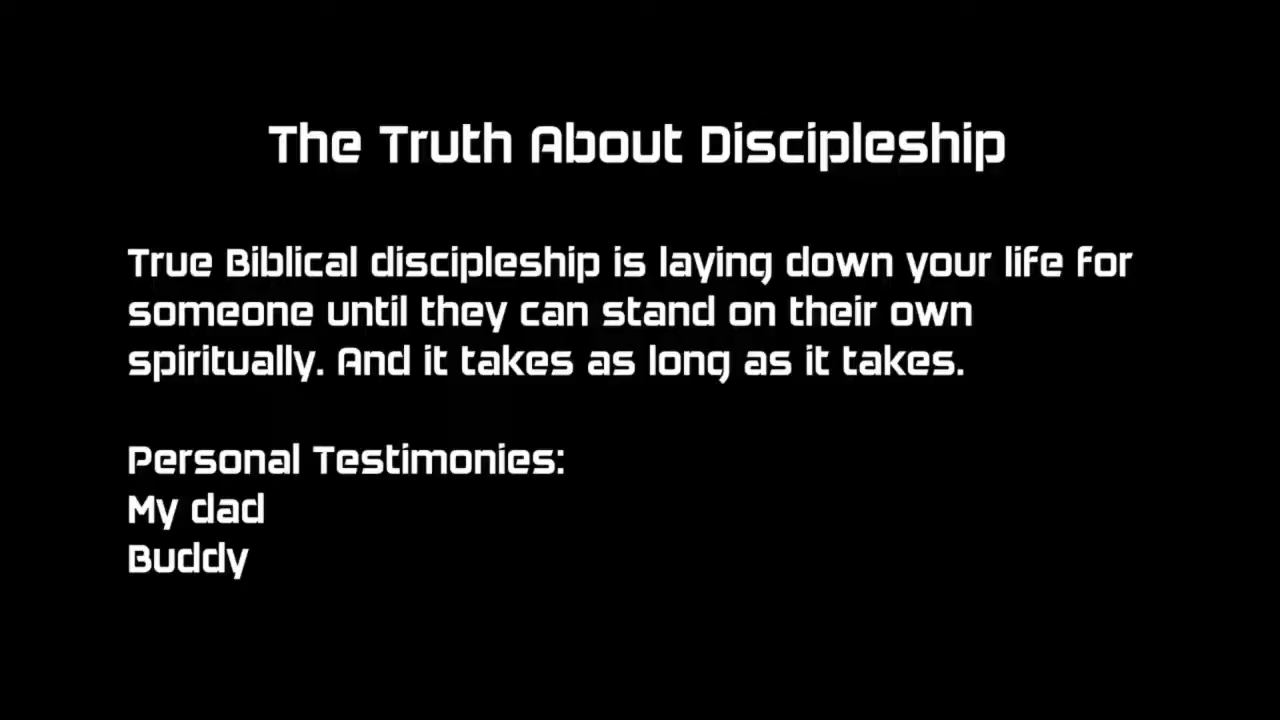 The Truth About Discipleship
True Biblical discipleship is laying down your life for
someone until they can stand on their own
spiritually. And it takes as long as it takes.
Personal Testimonies:
My dad
Buddy